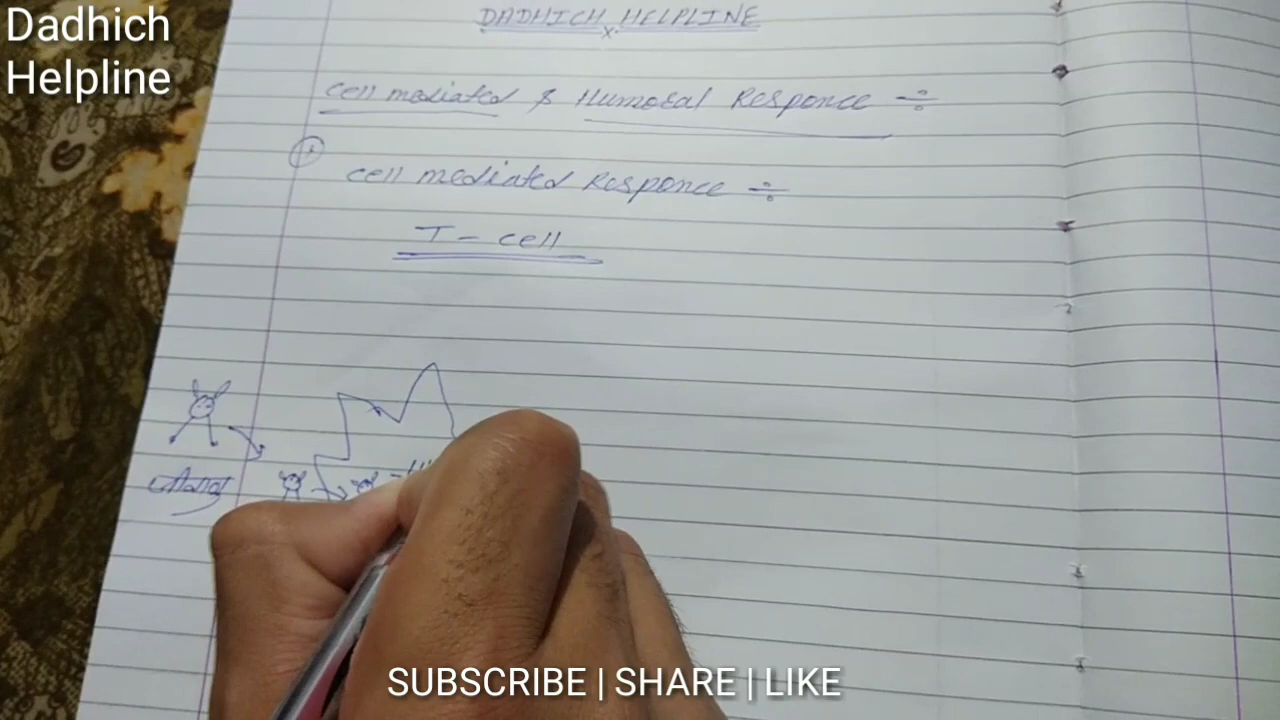 Dadhich
Helpline
DADHICH HELPLINE
cell mediated & Humoral Responce ÷
cell mediated Responce ÷
T - cell
SUBSCRIBE | SHARE | LIKE